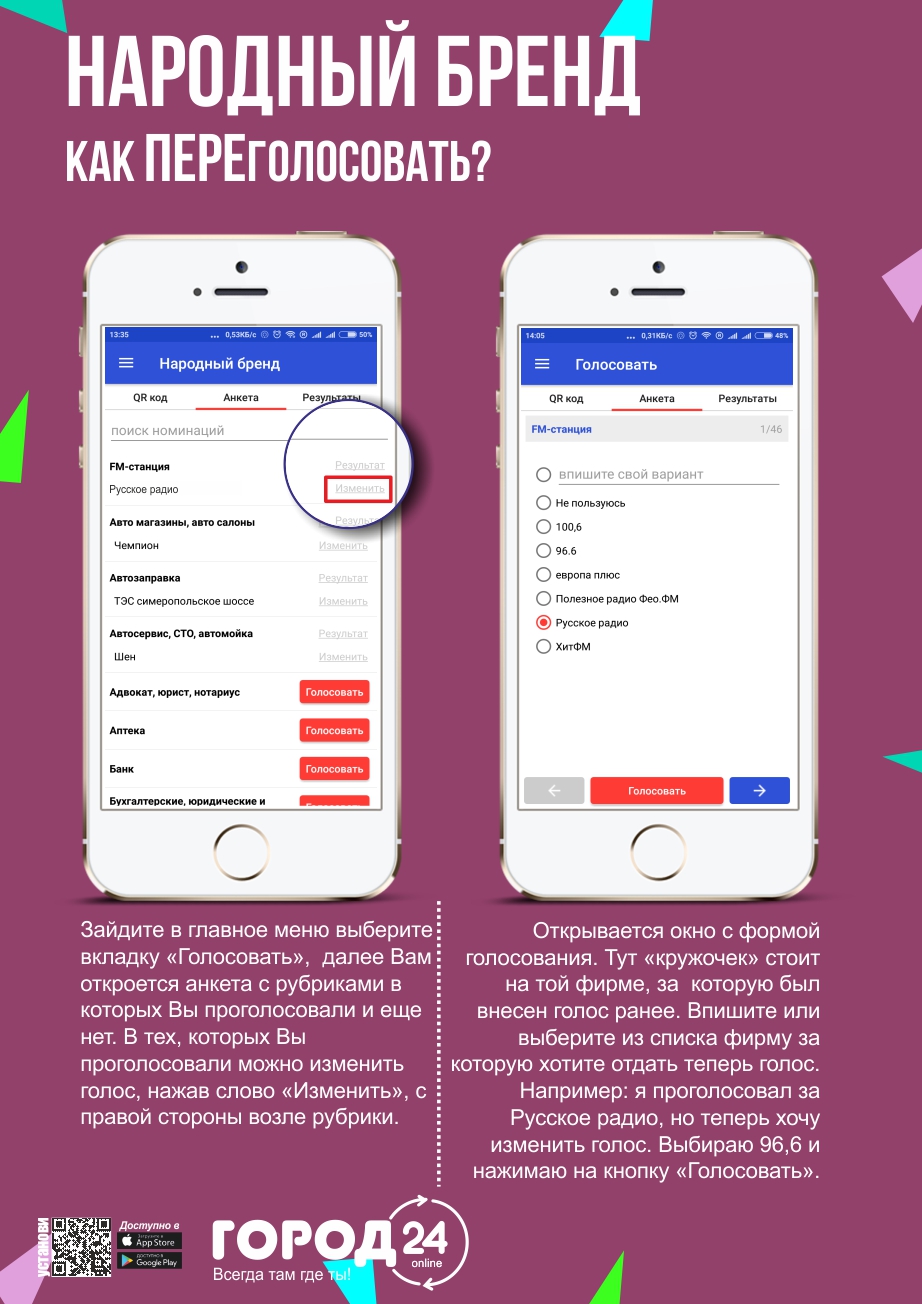 НАРОДНЫЙ БРЕНД
КАК ПЕРЕГОЛОСОВАТЬ?
13:35
... 0,53КБ/с 50%
Народный бренд
QR код Анкета Результаты
поиск номинаций
FM-станция Результат
Русское радио Изменить
Авто магазины, авто салоны Результ
Чемпион Изменить
Автозаправка Результат
ТЭС симеропольское шоссе Изменить
Автосервис, СТО, автомойка Результат
Шен Изменить
Адвокат, юрист, нотариус Голосовать
Аптека Голосовать
Банк Голосовать
Бухгалтерские, юридические и Голосовать
14:05
... 0,31КБ/с 48%
Голосовать
QR код Анкета Результаты
FM-станция 1/46
впишите свой вариант
Не пользуюсь
100,6
96.6
европа плюс
Полезное радио Фео.ФМ
Русское радио
ХитФМ
Голосовать
Зайдите в главное меню выберите
вкладку «Голосовать», далее Вам
откроется анкета с рубриками в
которых Вы проголосовали и еще
нет. В тех, которых Вы
проголосовали можно изменить
голос, нажав слово «Изменить», с
правой стороны возле рубрики.
Открывается окно с формой
голосования. Тут «кружочек» стоит
на той фирме, за которую был
внесен голос ранее. Впишите или
выберите из списка фирму за
которую хотите отдать теперь голос.
Например: я проголосовал за
Русское радио, но теперь хочу
изменить голос. Выбираю 96,6 и
нажимаю на кнопку «Голосовать».
установи
Доступно в
Загрузите в
App Store
ДОСТУПНО В
Google Play
ГОРОД 24
online
Всегда там где ты!